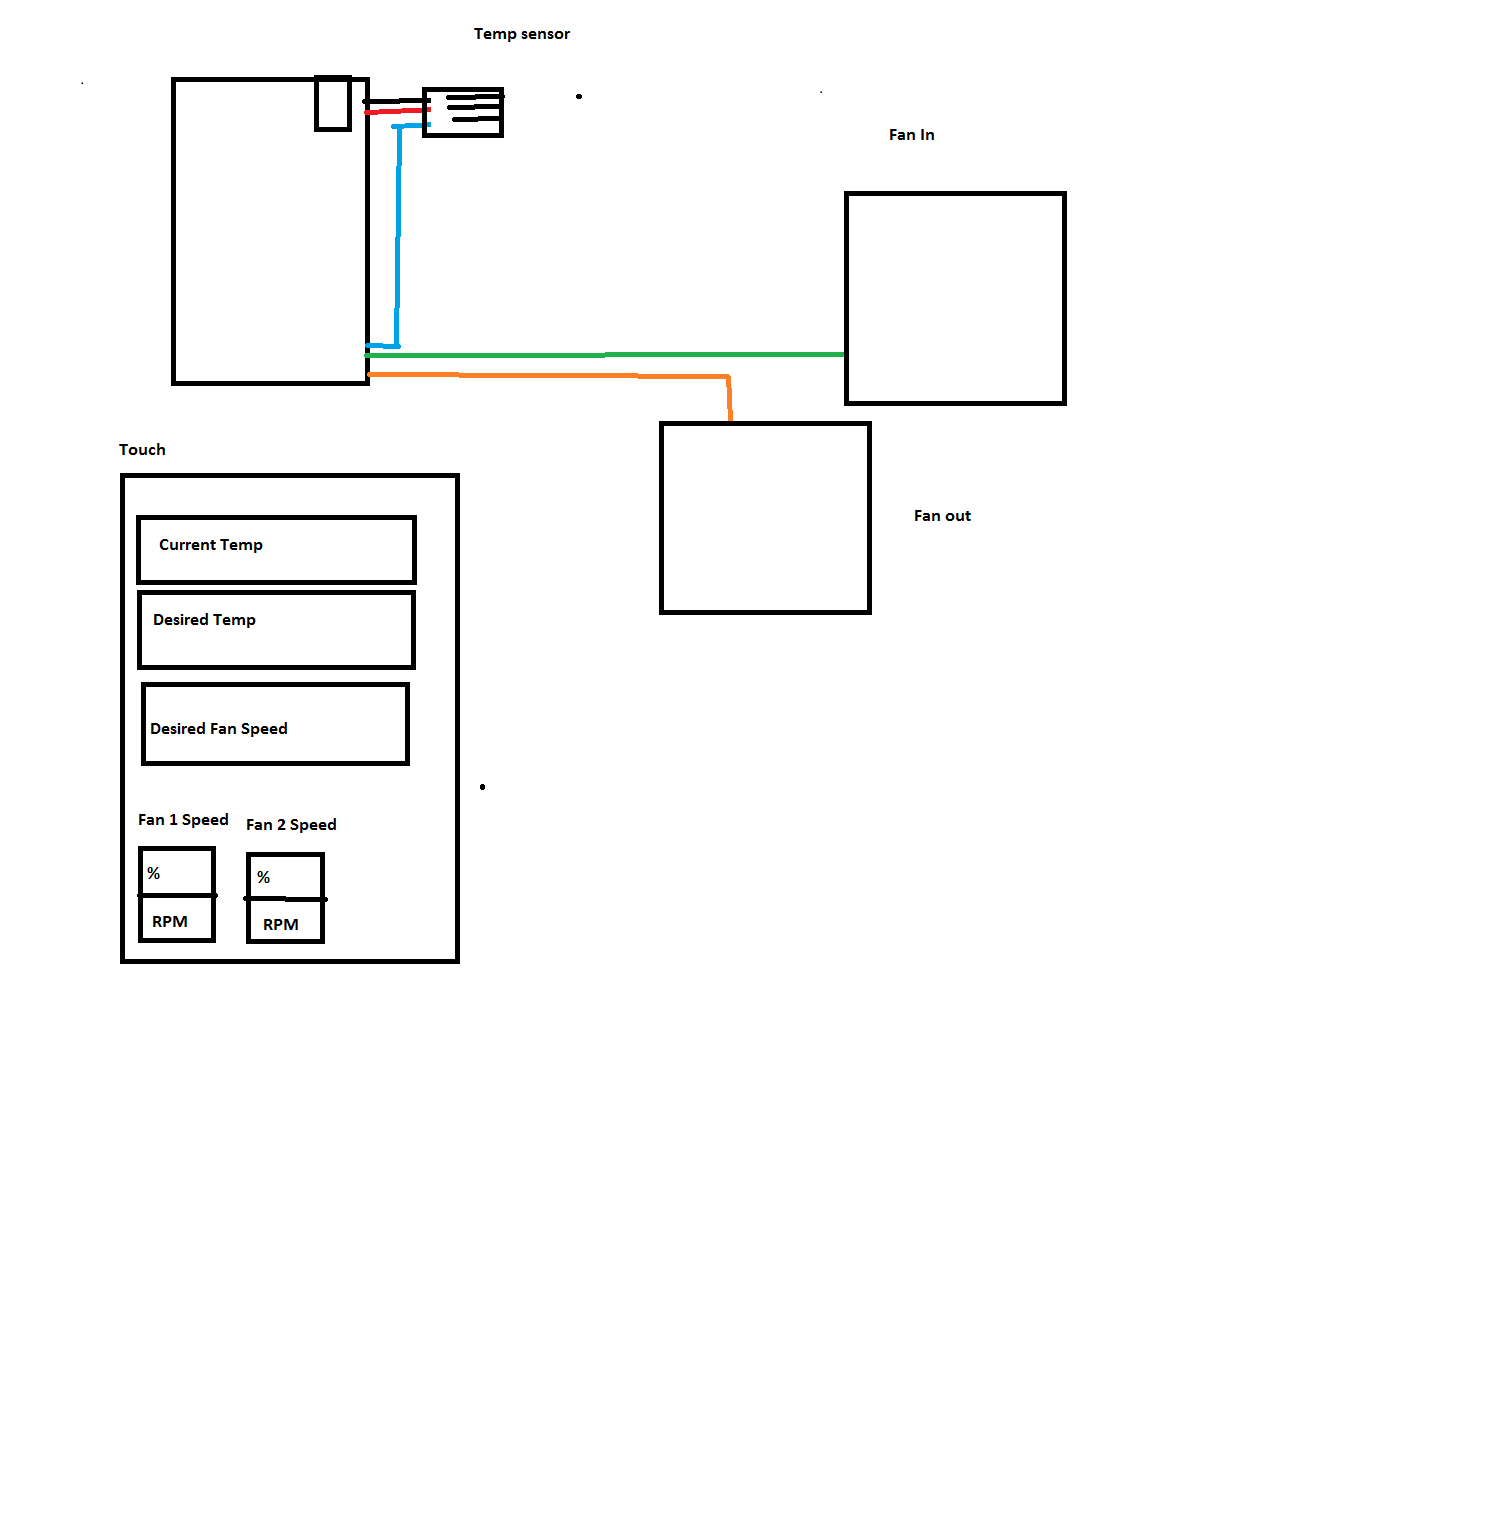 Temp sensor
Fan In
Touch
Fan out
Current Temp
Desired Temp
Desired Fan Speed
Fan 1 Speed
Fan 2 Speed
%
%
RPM
RPM